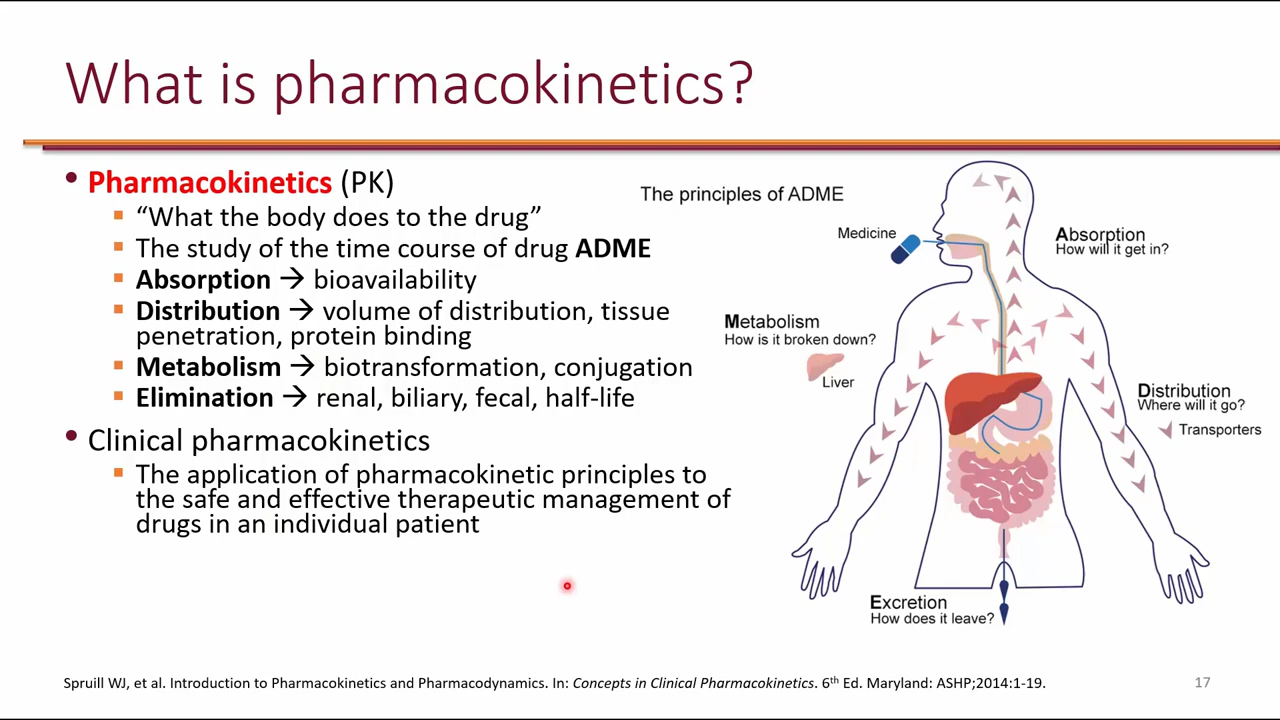 What is pharmacokinetics?
• Pharmacokinetics (PK)
▪ “What the body does to the drug”
▪ The study of the time course of drug ADME
▪ Absorption → bioavailability
▪ Distribution → volume of distribution, tissue
penetration, protein binding
▪ Metabolism → biotransformation, conjugation
▪ Elimination → renal, biliary, fecal, half-life
• Clinical pharmacokinetics
▪ The application of pharmacokinetic principles to
the safe and effective therapeutic management of
drugs in an individual patient
The principles of ADME
Medicine
Absorption
How will it get in?
Metabolism
How is it broken down?
Liver
Distribution
Where will it go?
Transporters
Excretion
How does it leave?
Spruill WJ, et al. Introduction to Pharmacokinetics and Pharmacodynamics. In: Concepts in Clinical Pharmacokinetics. 6th Ed. Maryland: ASHP;2014:1-19.
17